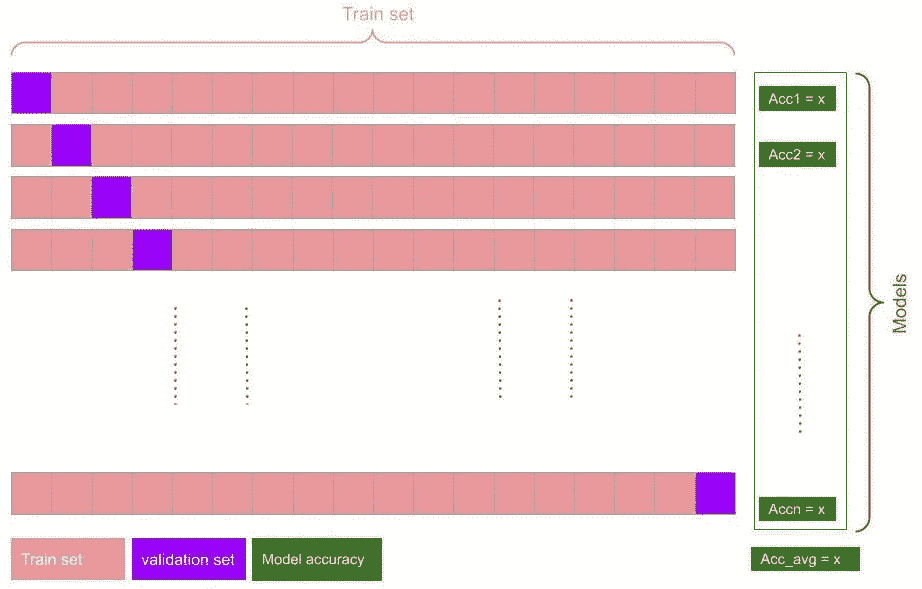 Train set
Acc1 = x
Acc2 = x
Models
Accn = x
Train set
validation set
Model accuracy
Acc_avg = x